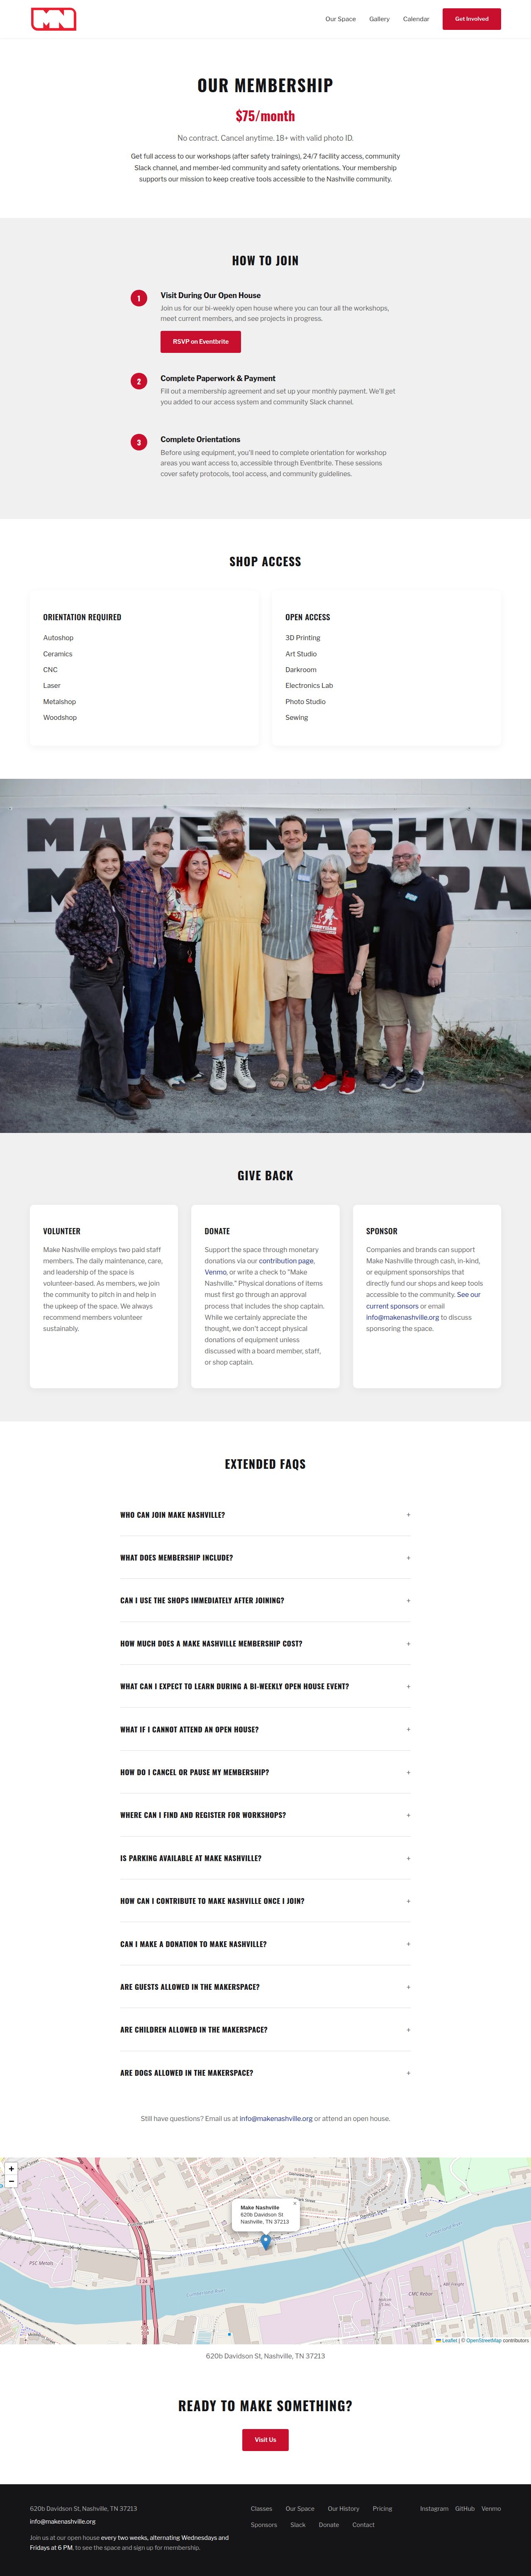 MN
Our Space Gallery Calendar Get Involved
OUR MEMBERSHIP
$75/month
No contract. Cancel anytime. 18+ with valid photo ID.
Get full access to our workshops (after safety trainings), 24/7 facility access, community
Slack channel, and member-led community and safety orientations. Your membership
supports our mission to keep creative tools accessible to the Nashville community.
HOW TO JOIN
1
Visit During Our Open House
Join us for our bi-weekly open house where you can tour all the workshops,
meet current members, and see projects in progress.
RSVP on Eventbrite
2
Complete Paperwork & Payment
Fill out a membership agreement and set up your monthly payment. We'll get
you added to our access system and community Slack channel.
3
Complete Orientations
Before using equipment, you'll need to complete orientation for workshop
areas you want access to, accessible through Eventbrite. These sessions
cover safety protocols, tool access, and community guidelines.
SHOP ACCESS
ORIENTATION REQUIRED
Autoshop
Ceramics
CNC
Laser
Metalshop
Woodshop
OPEN ACCESS
3D Printing
Art Studio
Darkroom
Electronics Lab
Photo Studio
Sewing
MAKE NASHVI
GIVE BACK
VOLUNTEER
Make Nashville employs two paid staff
members. The daily maintenance, care,
and leadership of the space is
volunteer-based. As members, we join
the community to pitch in and help in
the upkeep of the space. We always
recommend members volunteer
sustainably.
DONATE
Support the space through monetary
donations via our contribution page,
Venmo, or write a check to "Make
Nashville." Physical donations of items
must first go through an approval
process that includes the shop captain.
While we certainly appreciate the
thought, we don't accept physical
donations of equipment unless
discussed with a board member, staff,
or shop captain.
SPONSOR
Companies and brands can support
Make Nashville through cash, in-kind,
or equipment sponsorships that
directly fund our shops and keep tools
accessible to the community. See our
current sponsors or email
info@makenashville.org to discuss
sponsoring the space.
EXTENDED FAQS
WHO CAN JOIN MAKE NASHVILLE? +
WHAT DOES MEMBERSHIP INCLUDE? +
CAN I USE THE SHOPS IMMEDIATELY AFTER JOINING? +
HOW MUCH DOES A MAKE NASHVILLE MEMBERSHIP COST? +
WHAT CAN I EXPECT TO LEARN DURING A BI-WEEKLY OPEN HOUSE EVENT? +
WHAT IF I CANNOT ATTEND AN OPEN HOUSE? +
HOW DO I CANCEL OR PAUSE MY MEMBERSHIP? +
WHERE CAN I FIND AND REGISTER FOR WORKSHOPS? +
IS PARKING AVAILABLE AT MAKE NASHVILLE? +
HOW CAN I CONTRIBUTE TO MAKE NASHVILLE ONCE I JOIN? +
CAN I MAKE A DONATION TO MAKE NASHVILLE? +
ARE GUESTS ALLOWED IN THE MAKERSPACE? +
ARE CHILDREN ALLOWED IN THE MAKERSPACE? +
ARE DOGS ALLOWED IN THE MAKERSPACE? +
Still have questions? Email us at info@makenashville.org or attend an open house.
+
−
Make Nashville
620b Davidson St
Nashville, TN 37213
×
PSC Metals
I 24
Cumberland River
CMC Rebar
Leaflet | © OpenStreetMap contributors
620b Davidson St, Nashville, TN 37213
READY TO MAKE SOMETHING?
Visit Us
620b Davidson St, Nashville, TN 37213
info@makenashville.org
Join us at our open house every two weeks, alternating Wednesdays and
Fridays at 6 PM, to see the space and sign up for membership.
Classes Our Space Our History Pricing
Sponsors Slack Donate Contact
Instagram GitHub Venmo